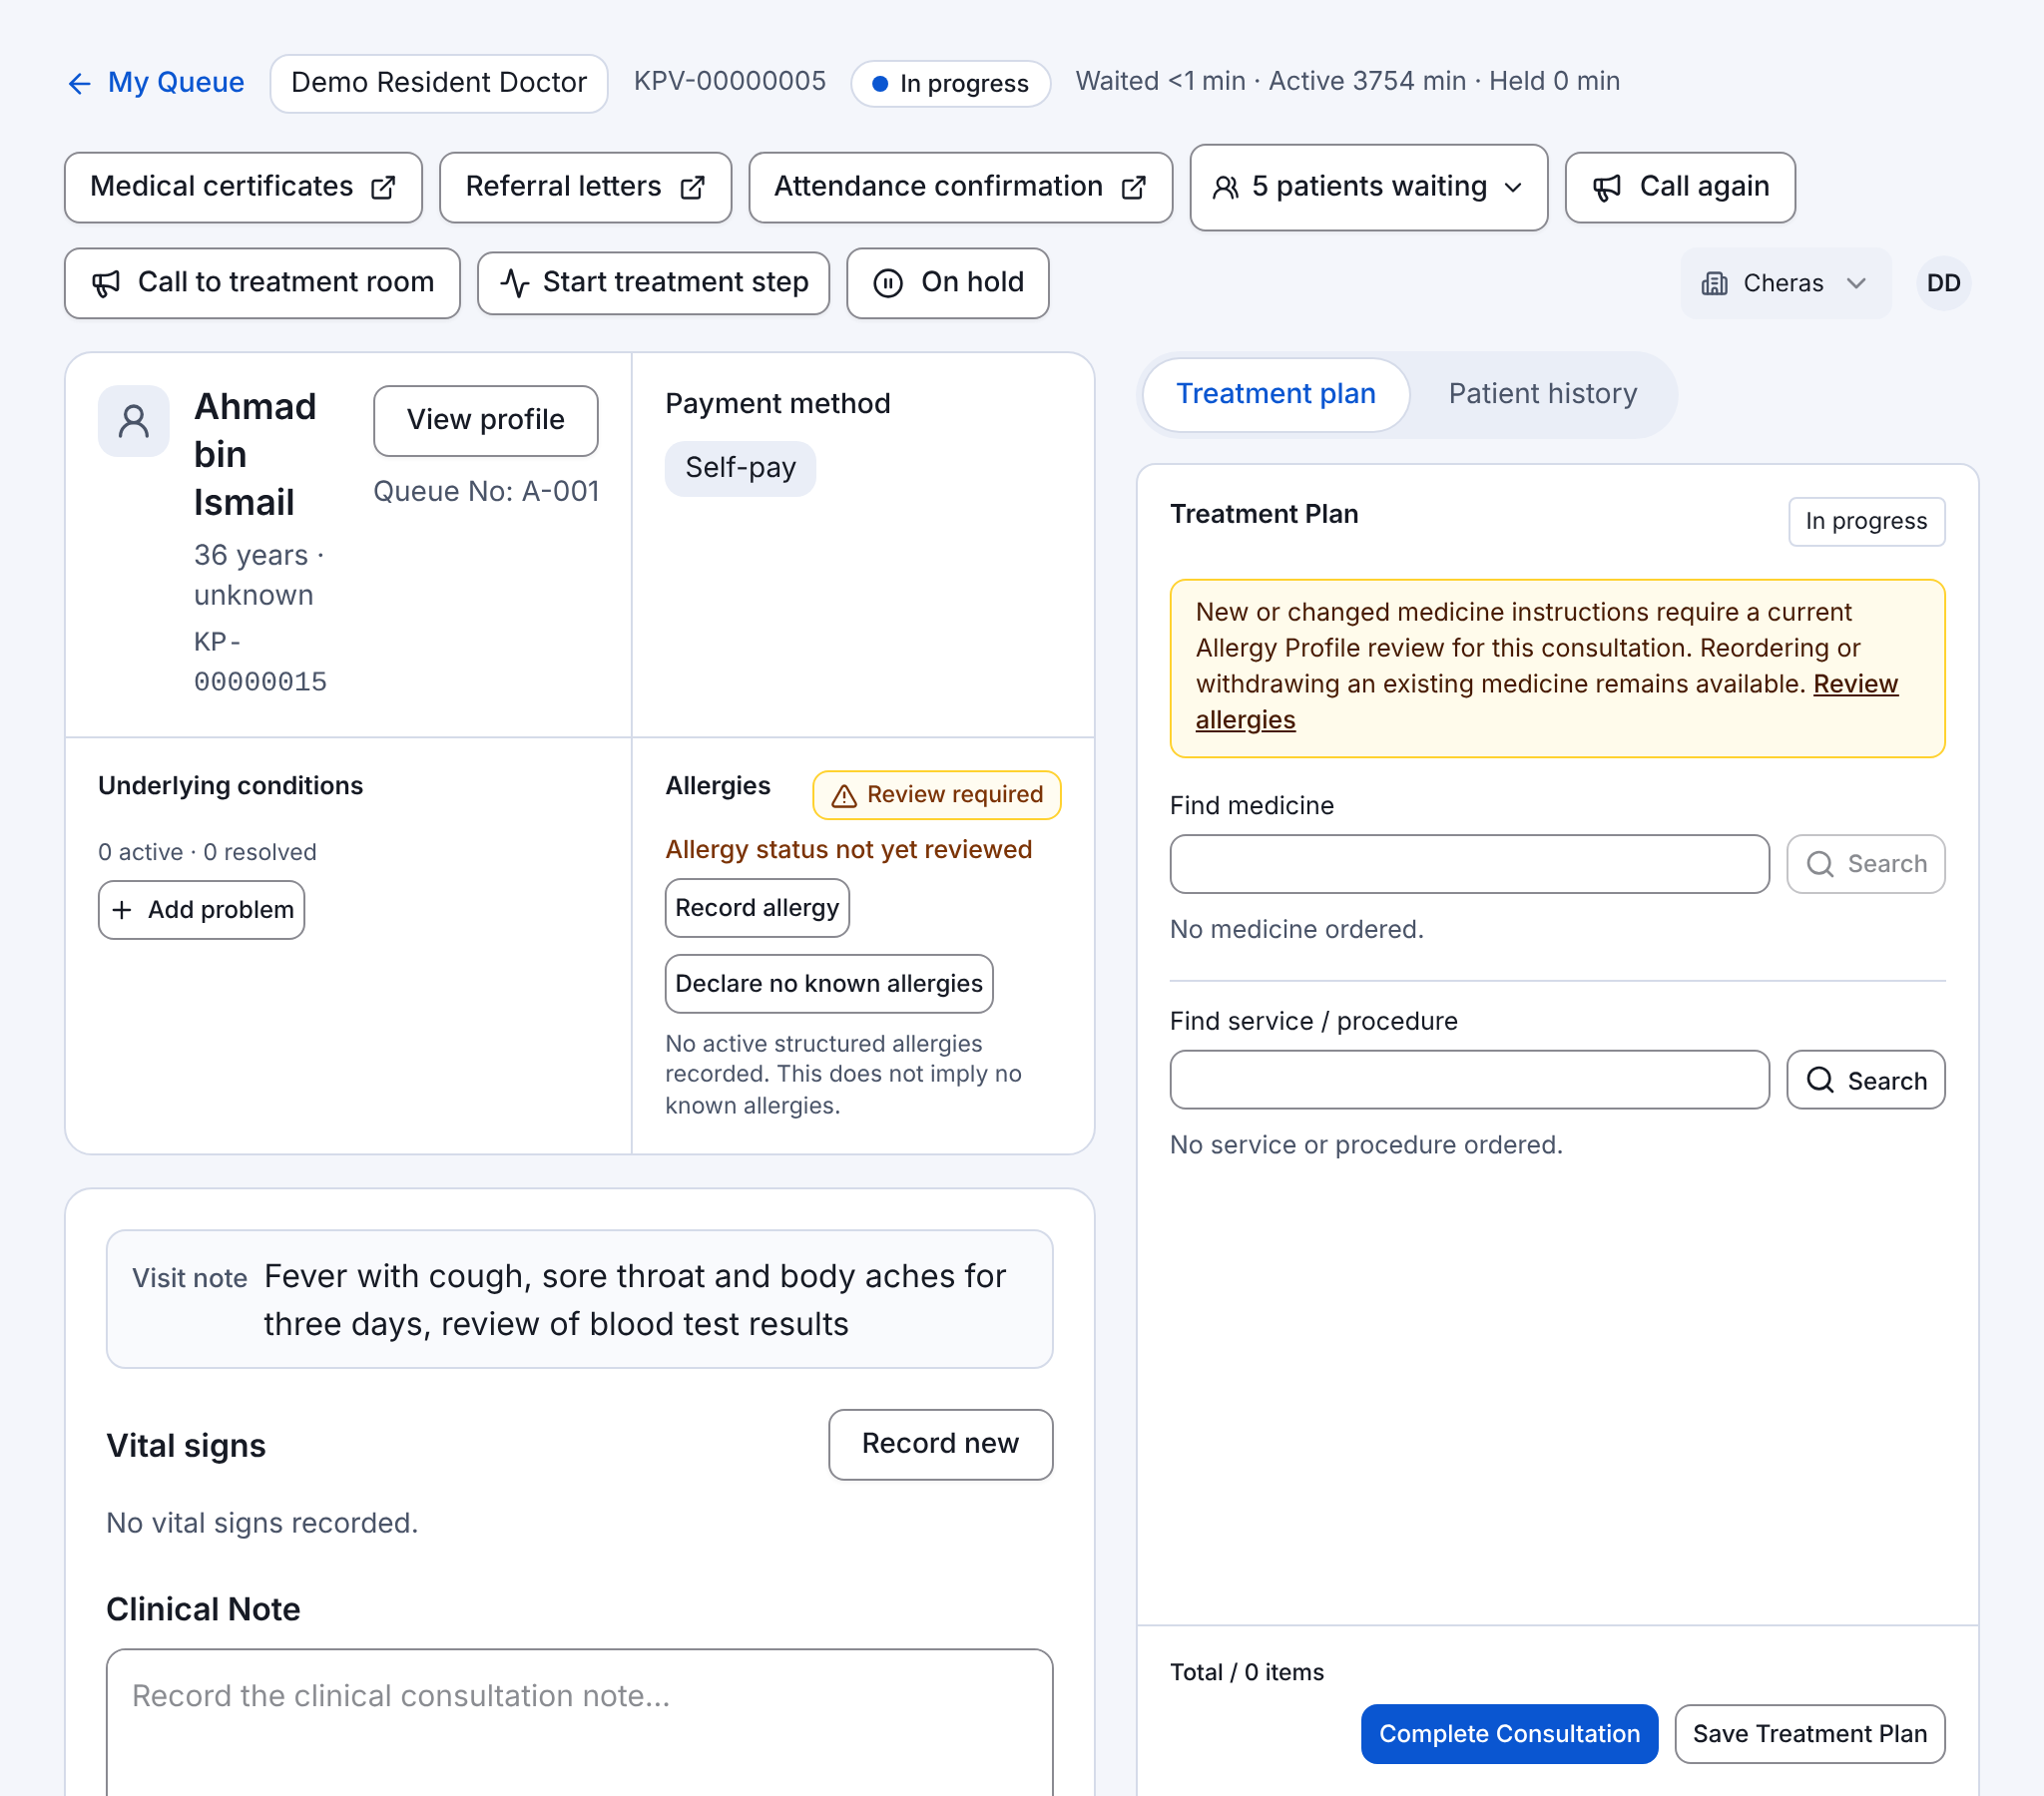 My Queue
Demo Resident Doctor
KPV-00000005
In progress
Waited <1 min · Active 3754 min · Held 0 min
Medical certificates
Referral letters
Attendance confirmation
5 patients waiting
Call again
Call to treatment room
Start treatment step
On hold
Cheras
DD
Ahmad
bin
Ismail
36 years ·
unknown
KP-
00000015
View profile
Queue No: A-001
Payment method
Self-pay
Underlying conditions
0 active · 0 resolved
Add problem
Allergies
Review required
Allergy status not yet reviewed
Record allergy
Declare no known allergies
No active structured allergies
recorded. This does not imply no
known allergies.
Visit note
Fever with cough, sore throat and body aches for
three days, review of blood test results
Vital signs
Record new
No vital signs recorded.
Clinical Note
Record the clinical consultation note...
Treatment plan
Patient history
Treatment Plan
In progress
New or changed medicine instructions require a current
Allergy Profile review for this consultation. Reordering or
withdrawing an existing medicine remains available. Review
allergies
Find medicine
Search
No medicine ordered.
Find service / procedure
Search
No service or procedure ordered.
Total / 0 items
Complete Consultation
Save Treatment Plan